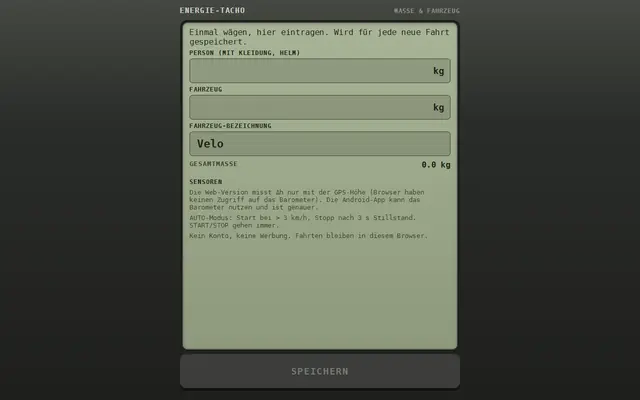 ENERGIE-TACHO
MASSE & FAHRZEUG
Einmal wägen, hier eintragen. Wird für jede neue Fahrt
gespeichert.
PERSON (MIT KLEIDUNG, HELM)
kg
FAHRZEUG
kg
FAHRZEUG-BEZEICHNUNG
Velo
GESAMTMASSE
0.0 kg
SENSOREN
Die Web-Version misst Δh nur mit der GPS-Höhe (Browser haben
keinen Zugriff auf das Barometer). Die Android-App kann das
Barometer nutzen und ist genauer.
AUTO-Modus: Start bei > 3 km/h, Stopp nach 3 s Stillstand.
START/STOP gehen immer.
Kein Konto, keine Werbung. Fahrten bleiben in diesem Browser.
SPEICHERN